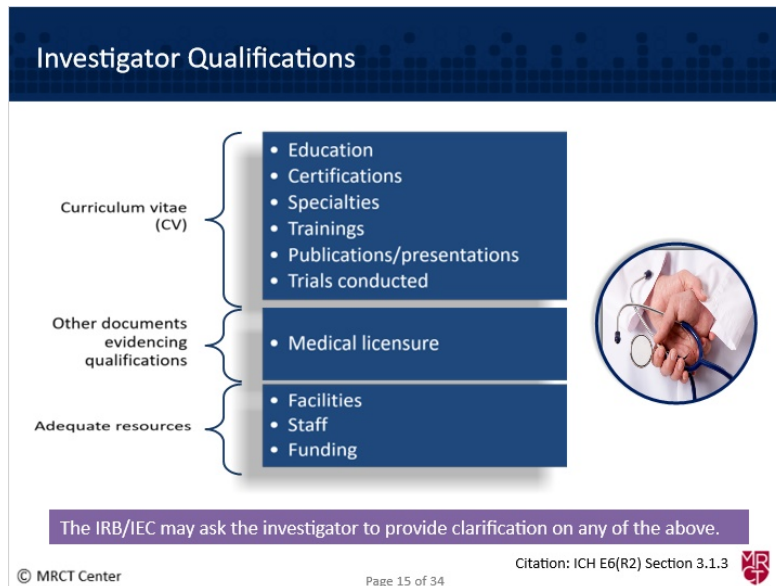 Investigator Qualifications
Curriculum vitae
(CV)
• Education
• Certifications
• Specialties
• Trainings
• Publications/presentations
• Trials conducted
Other documents
evidencing
qualifications
• Medical licensure
Adequate resources
• Facilities
• Staff
• Funding
The IRB/IEC may ask the investigator to provide clarification on any of the above.
Citation: ICH E6(R2) Section 3.1.3
© MRCT Center
Page 15 of 34
MRCT